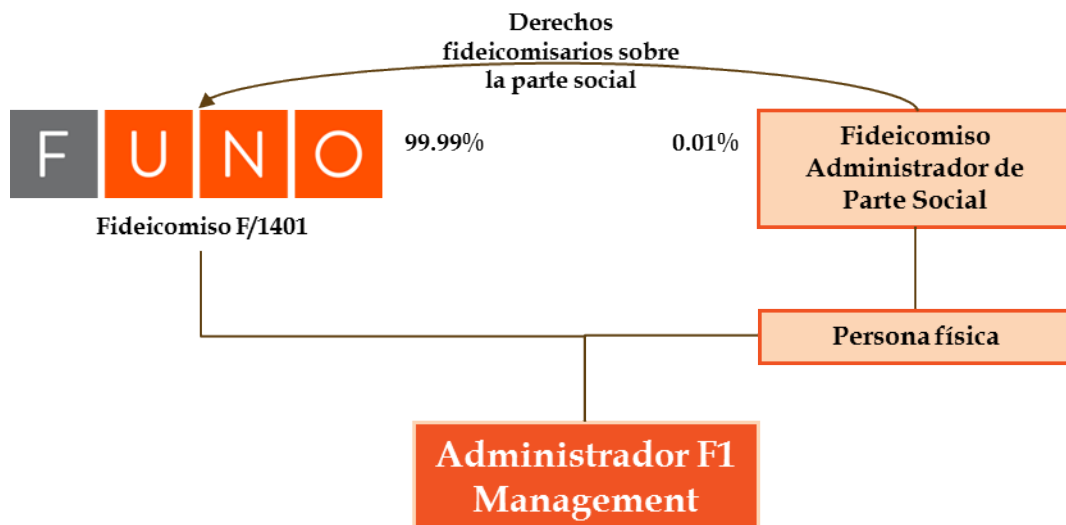 Derechos
fideicomisarios sobre
la parte social
FUNO
99.99%
0.01%
Fideicomiso
Administrador de
Parte Social
Fideicomiso F/1401
Persona física
Administrador F1
Management